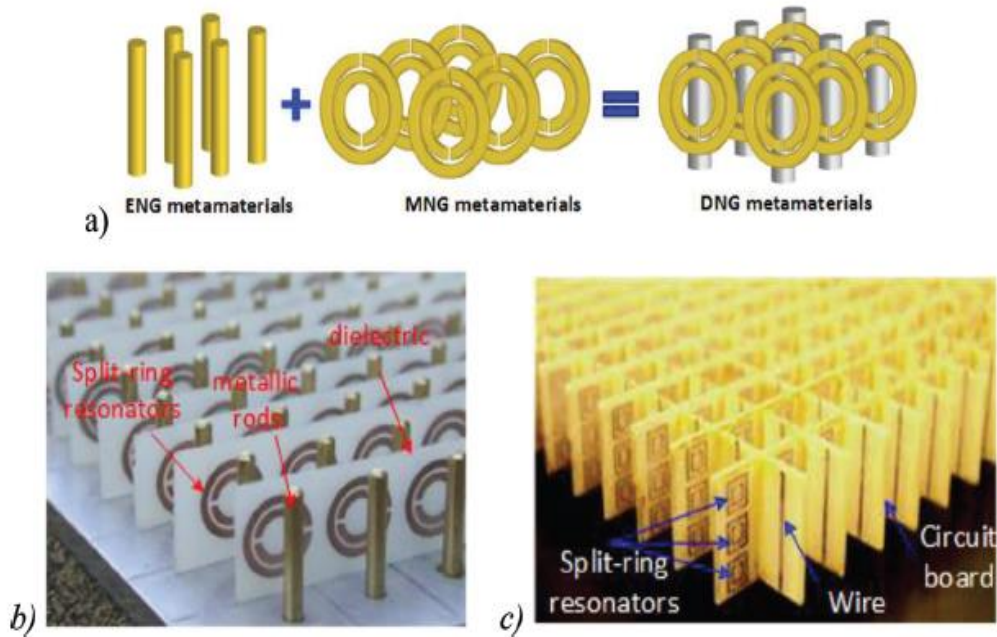 ENG metamaterials
MNG metamaterials
DNG metamaterials
a)
dielectric
Split-ring
resonators
metallic
rods
b)
Split-ring
resonators
Wire
Circuit
board
c)